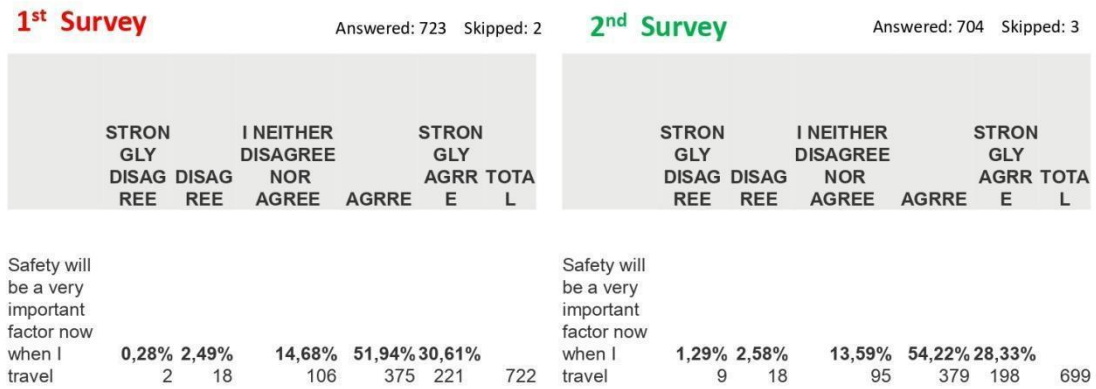 1st Survey
Answered: 723 Skipped: 2
STRON
GLY
DISAG
REE
DISAG
REE
I NEITHER
DISAGREE
NOR
AGREE
AGRRE
STRON
GLY
AGRR
E
TOTA
L
Safety will
be a very
important
factor now
when I
travel
0,28% 2,49% 14,68% 51,94% 30,61%
2 18 106 375 221 722
2nd Survey
Answered: 704 Skipped: 3
STRON
GLY
DISAG
REE
DISAG
REE
I NEITHER
DISAGREE
NOR
AGREE
AGRRE
STRON
GLY
AGRR
E
TOTA
L
Safety will
be a very
important
factor now
when I
travel
1,29% 2,58% 13,59% 54,22% 28,33%
9 18 95 379 198 699